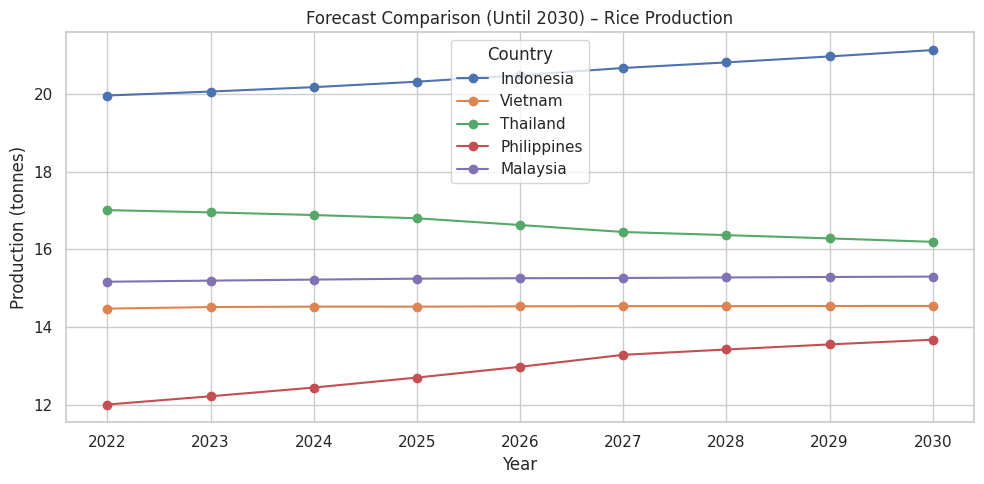 Forecast Comparison (Until 2030) – Rice Production
Country
Indonesia
Vietnam
Thailand
Philippines
Malaysia
Production (tonnes)
20
18
16
14
12
2022 2023 2024 2025 2026 2027 2028 2029 2030
Year